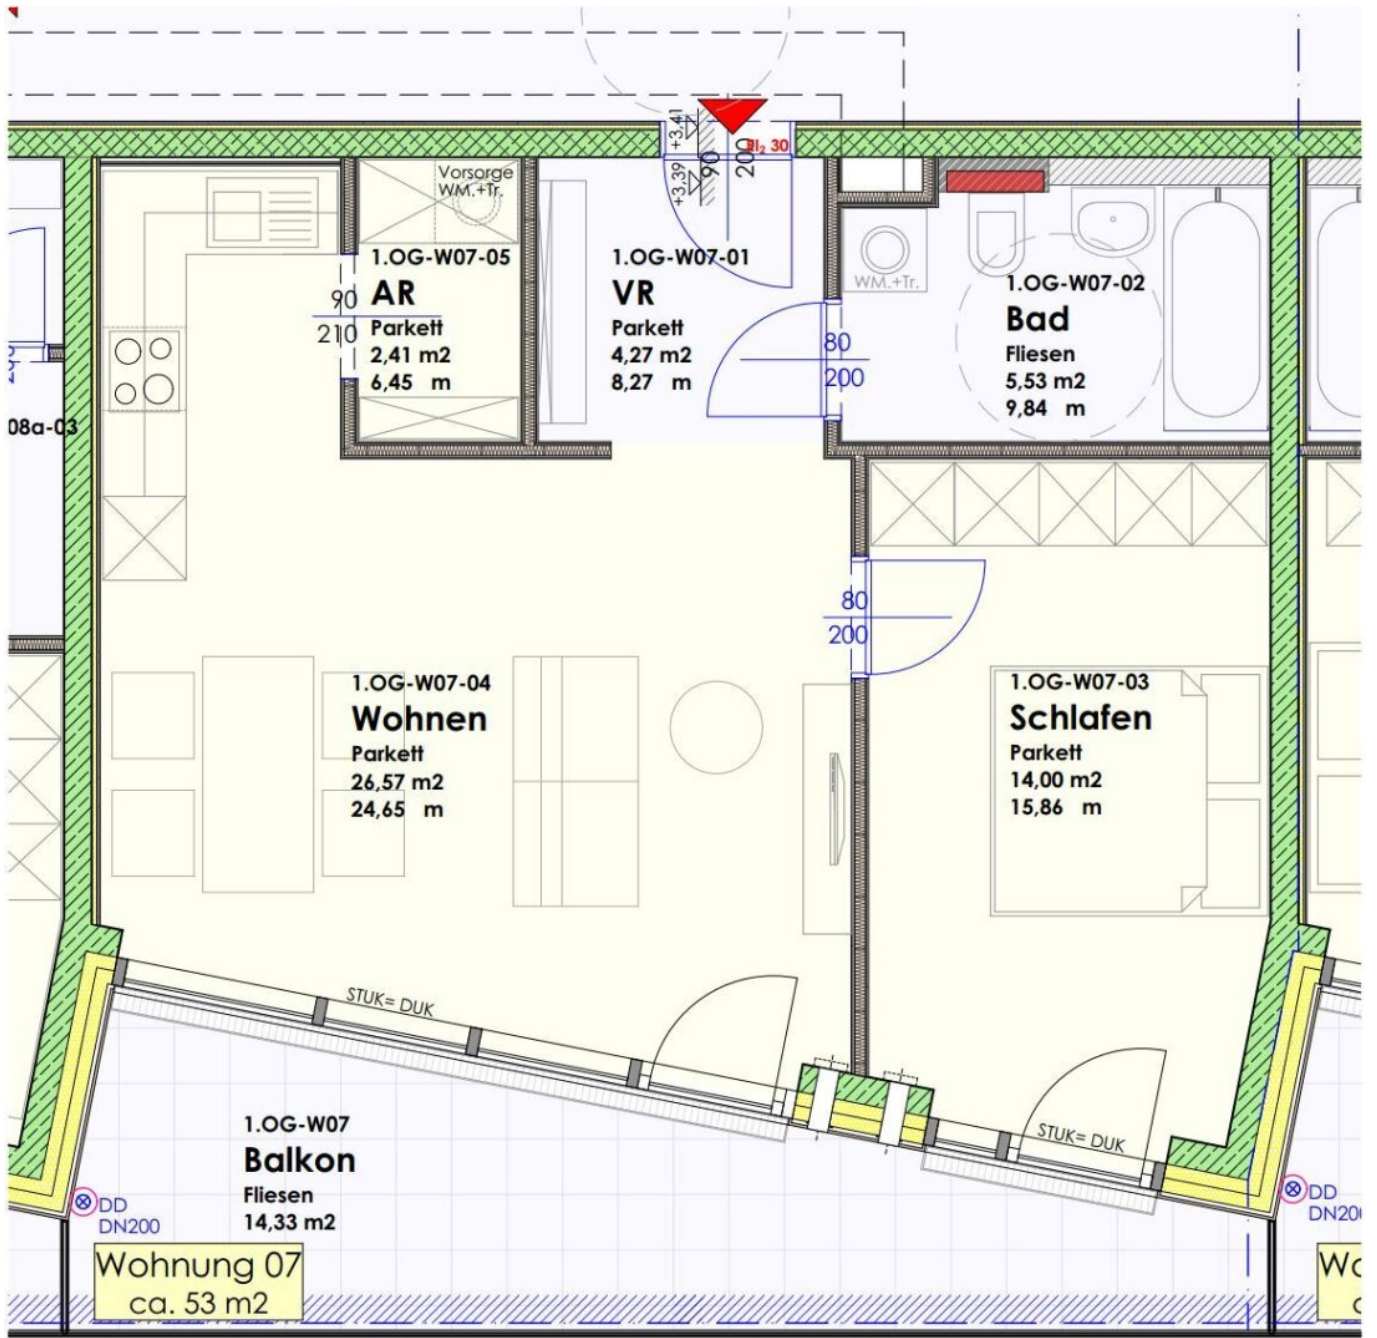 +3,41
+3,39
90
200
EI₂ 30
Vorsorge
WM.+Tr.
1.OG-W07-05
AR
Parkett
2,41 m2
6,45 m
90
210
1.OG-W07-01
VR
Parkett
4,27 m2
8,27 m
80
200
WM.+Tr.
1.OG-W07-02
Bad
Fliesen
5,53 m2
9,84 m
08a-03
80
200
1.OG-W07-04
Wohnen
Parkett
26,57 m2
24,65 m
1.OG-W07-03
Schlafen
Parkett
14,00 m2
15,86 m
STUK= DUK
STUK= DUK
1.OG-W07
Balkon
Fliesen
14,33 m2
DD
DN200
DD
DN200
Wohnung 07
ca. 53 m2